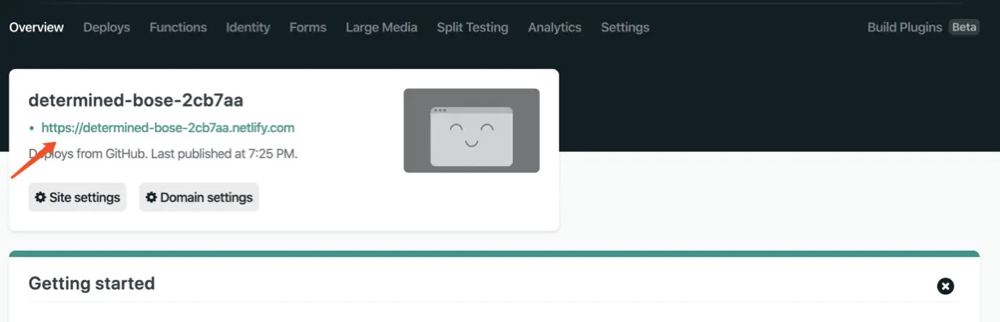 Overview Deploys Functions Identity Forms Large Media Split Testing Analytics Settings Build Plugins Beta
determined-bose-2cb7aa
https://determined-bose-2cb7aa.netlify.com
Deploys from GitHub. Last published at 7:25 PM.
Site settings Domain settings
Getting started